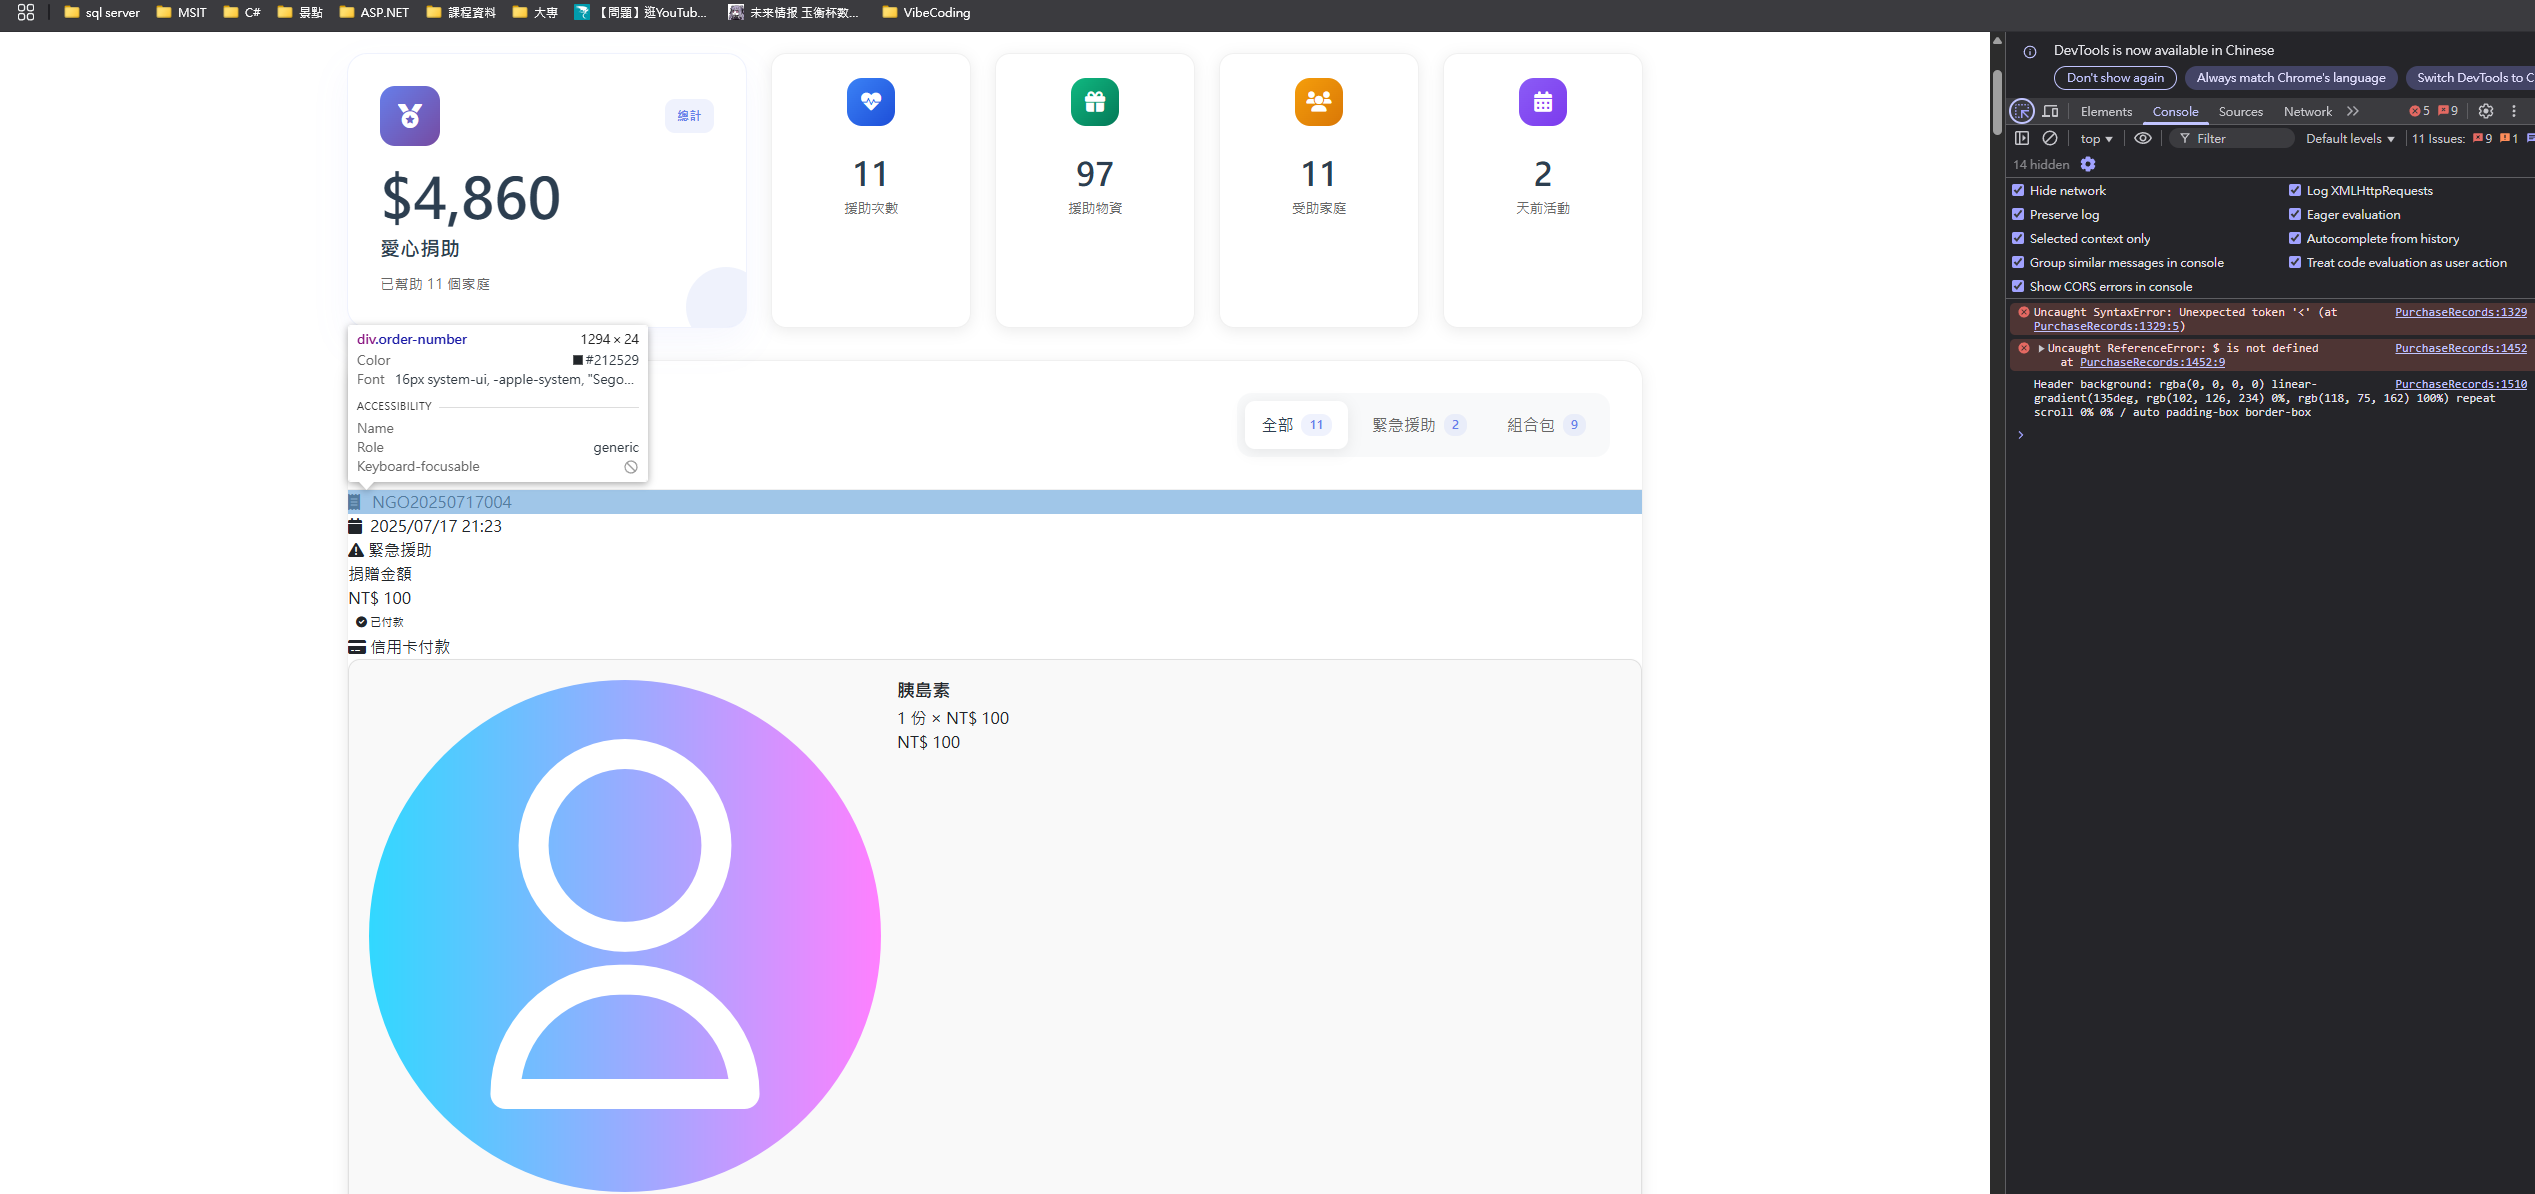 sql server
MSIT
C#
景點
ASP.NET
課程資料
大專
【問題】逛YouTub...
未來情报 玉衡杯数...
VibeCoding
總計
$4,860
愛心捐助
已幫助 11 個家庭
11
援助次數
97
援助物資
11
受助家庭
2
天前活動
div.order-number 1294 × 24
Color #212529
Font 16px system-ui, -apple-system, "Sego...
ACCESSIBILITY
Name
Role generic
Keyboard-focusable
全部 11 緊急援助 2 組合包 9
NGO20250717004
2025/07/17 21:23
緊急援助
捐贈金額
NT$ 100
已付款
信用卡付款
胰島素
1 份 × NT$ 100
NT$ 100
DevTools is now available in Chinese
Don't show again Always match Chrome's language Switch DevTools to C
Elements Console Sources Network 5 9
top Filter Default levels 11 Issues: 9 1
14 hidden
Hide network Log XMLHttpRequests
Preserve log Eager evaluation
Selected context only Autocomplete from history
Group similar messages in console Treat code evaluation as user action
Show CORS errors in console
Uncaught SyntaxError: Unexpected token '<' (at PurchaseRecords:1329
PurchaseRecords:1329:5)
Uncaught ReferenceError: $ is not defined PurchaseRecords:1452
at PurchaseRecords:1452:9
Header background: rgba(0, 0, 0, 0) linear- PurchaseRecords:1510
gradient(135deg, rgb(102, 126, 234) 0%, rgb(118, 75, 162) 100%) repeat
scroll 0% 0% / auto padding-box border-box